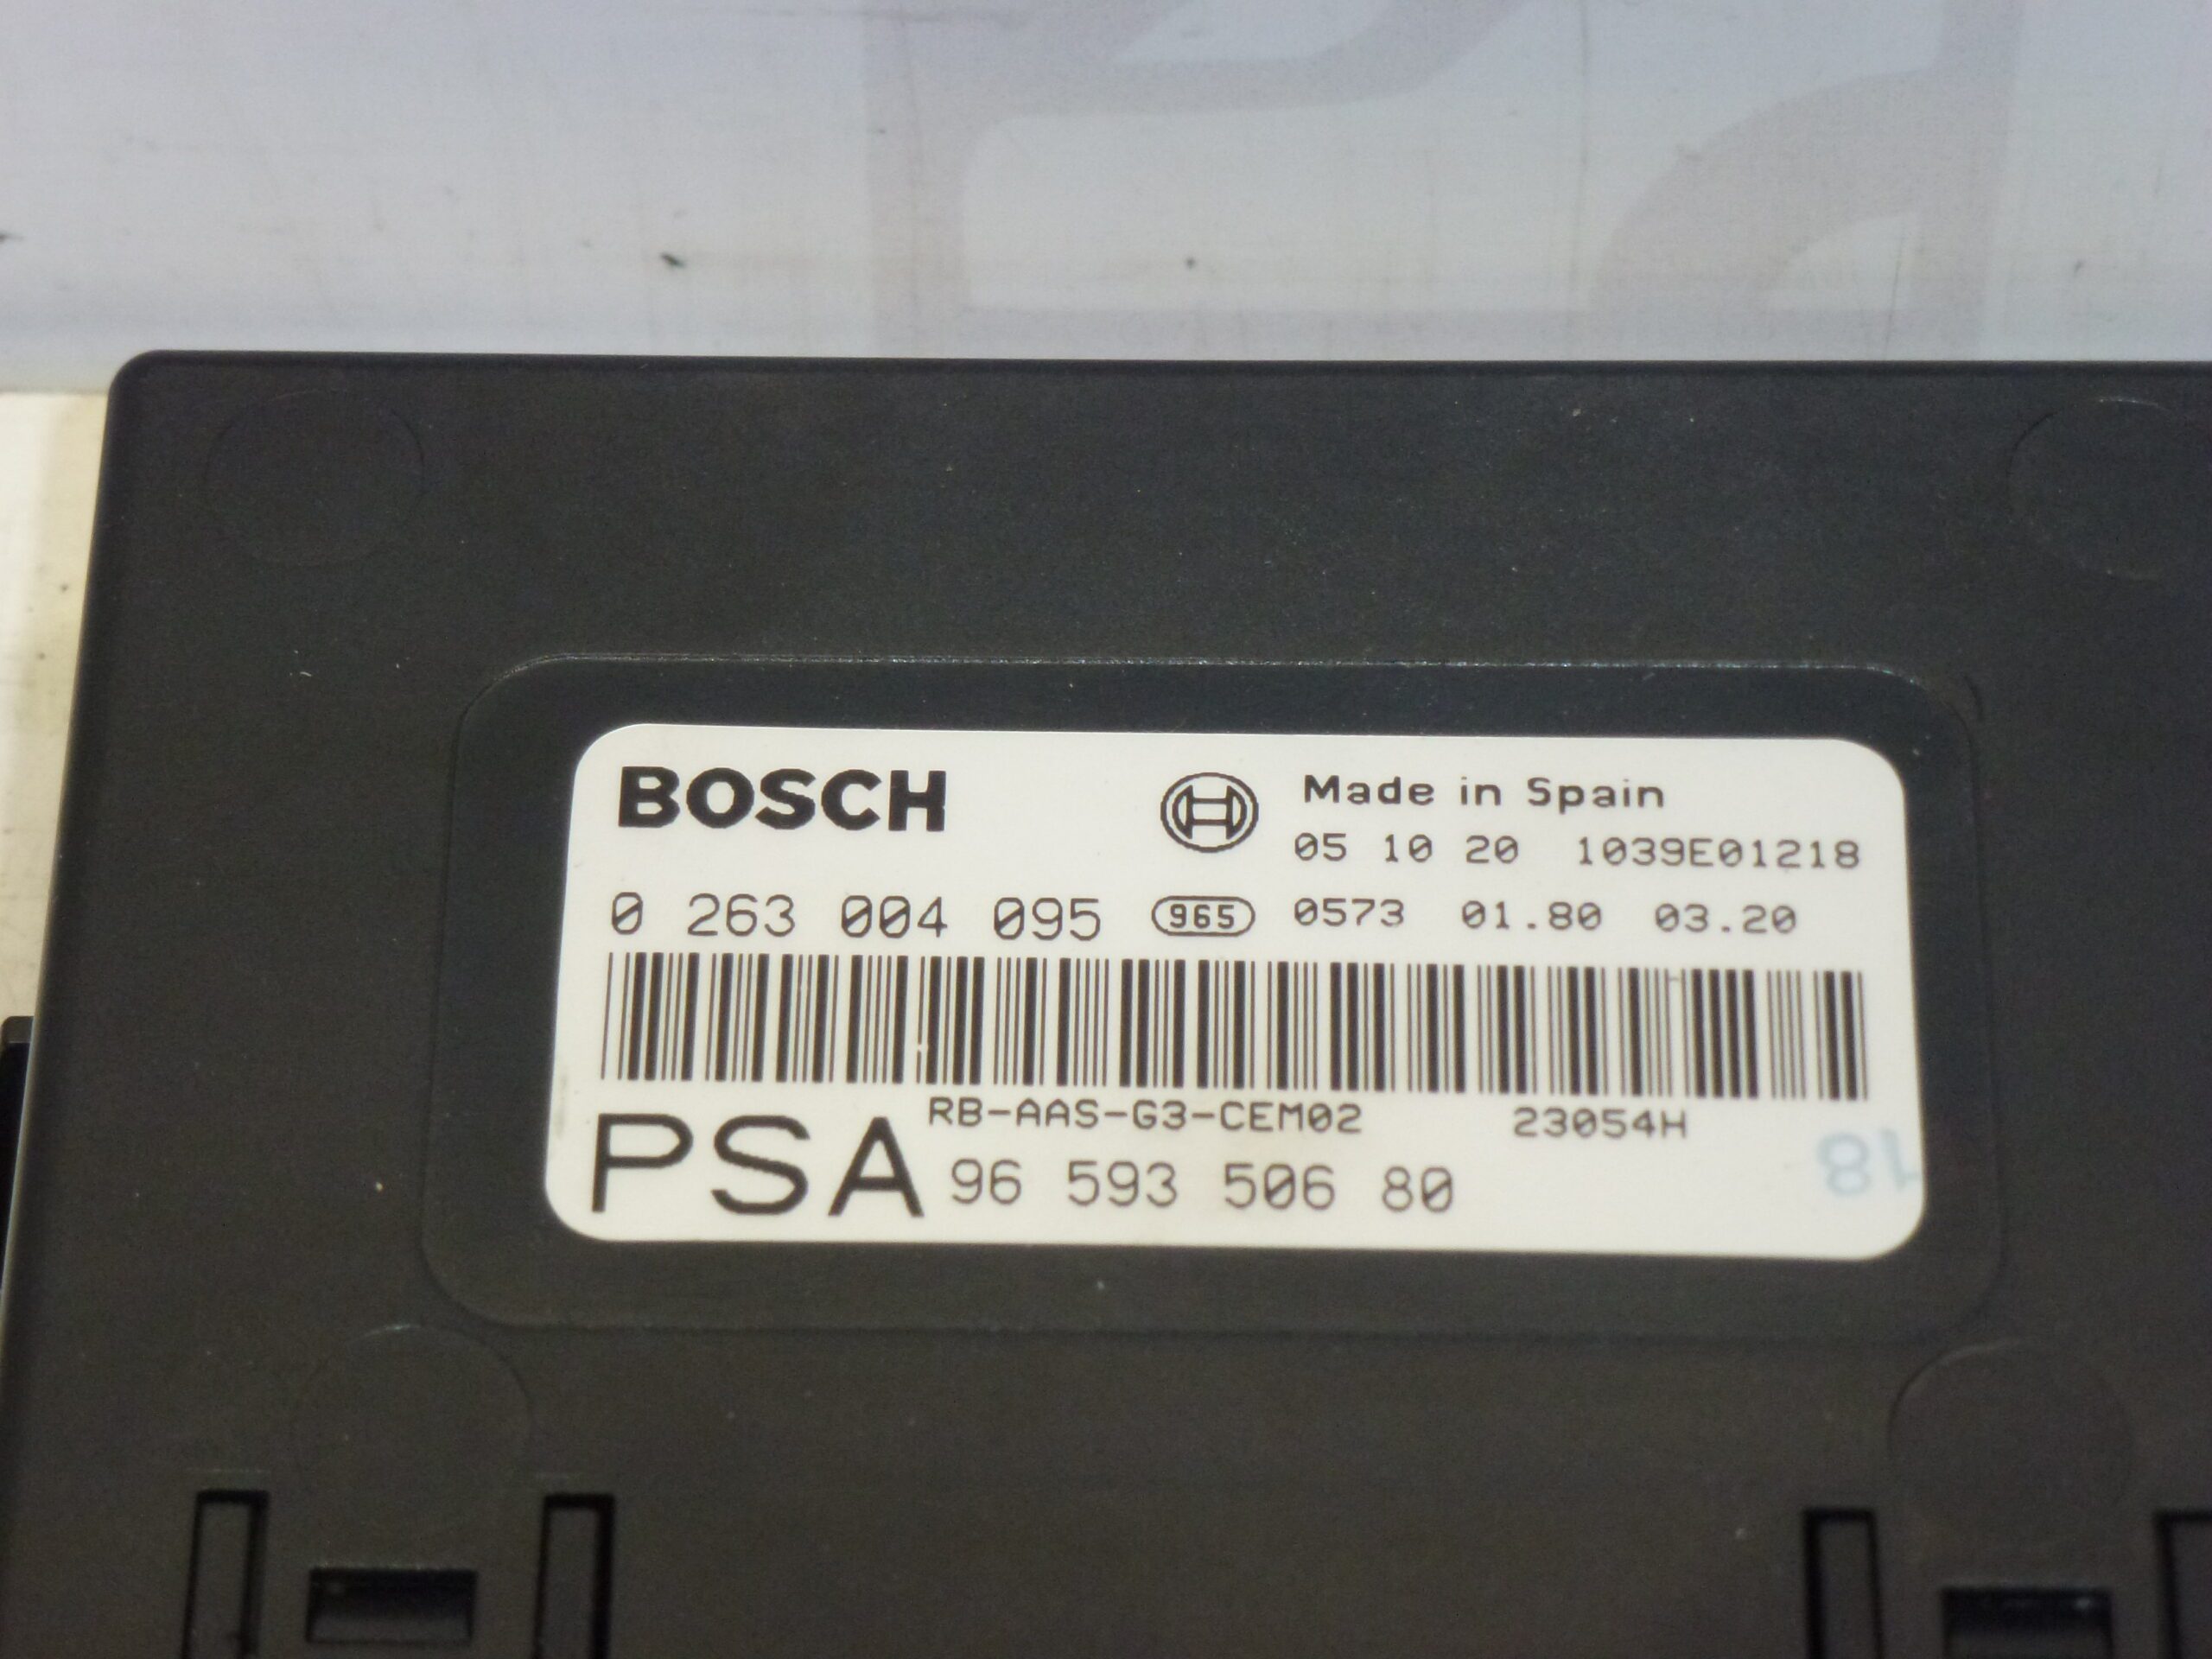 BOSCH
Made in Spain
05 10 20 1039E01218
0 263 004 095 965 0573 01.80 03.20
RB-AAS-G3-CEM02 23054H
PSA 96 593 506 80
18